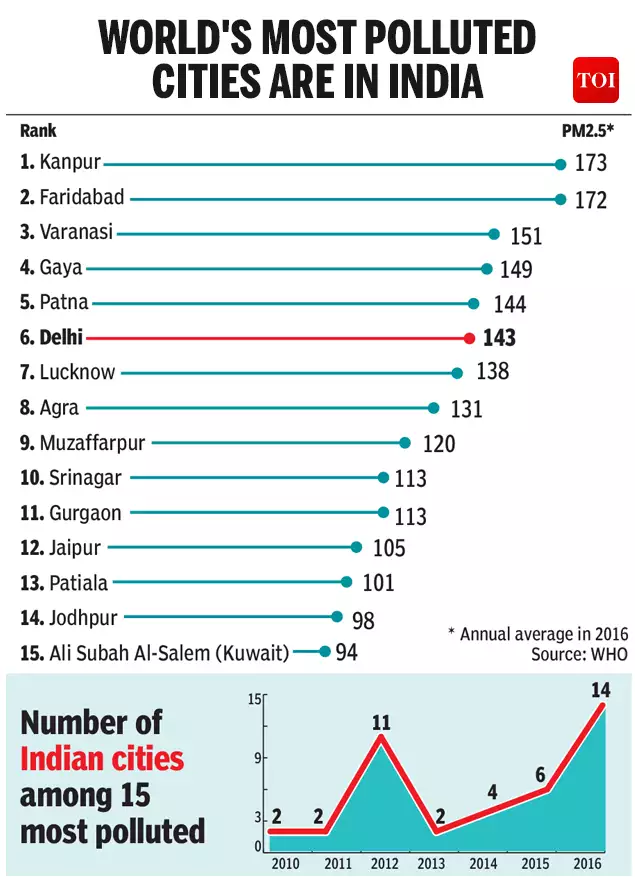 WORLD'S MOST POLLUTED
CITIES ARE IN INDIA
TOI
Rank PM2.5*
1. Kanpur 173
2. Faridabad 172
3. Varanasi 151
4. Gaya 149
5. Patna 144
6. Delhi 143
7. Lucknow 138
8. Agra 131
9. Muzaffarpur 120
10. Srinagar 113
11. Gurgaon 113
12. Jaipur 105
13. Patiala 101
14. Jodhpur 98
15. Ali Subah Al-Salem (Kuwait) 94
* Annual average in 2016
Source: WHO
Number of
Indian cities
among 15
most polluted
15
9
3
0
2 2 11 2 4 6 14
2010 2011 2012 2013 2014 2015 2016